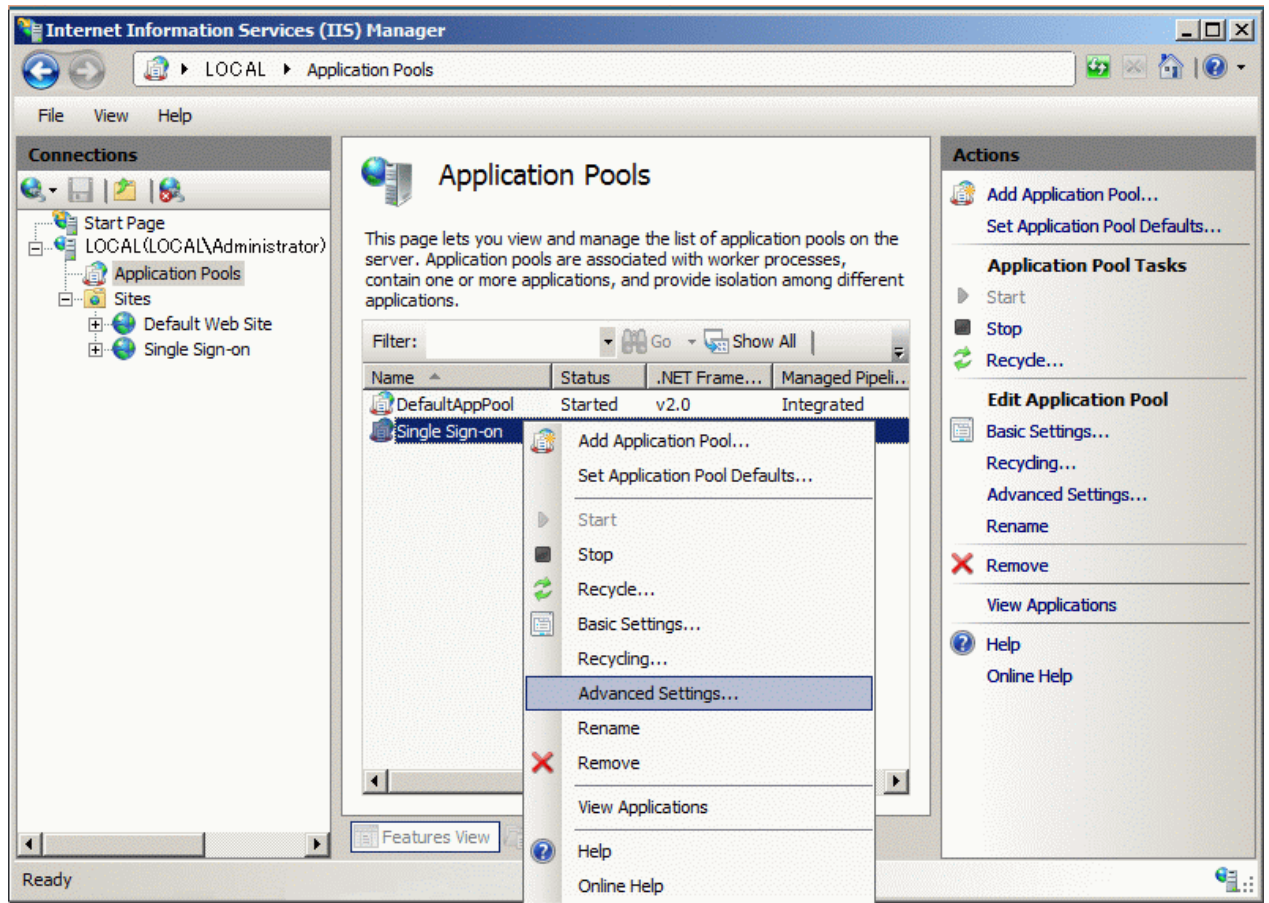 Internet Information Services (IIS) Manager
LOCAL Application Pools
File View Help
Connections
Start Page
LOCAL(LOCAL\Administrator)
Application Pools
Sites
Default Web Site
Single Sign-on
Application Pools
This page lets you view and manage the list of application pools on the
server. Application pools are associated with worker processes,
contain one or more applications, and provide isolation among different
applications.
Filter: Go Show All
Name Status .NET Frame... Managed Pipeli..
DefaultAppPool Started v2.0 Integrated
Single Sign-on
Add Application Pool...
Set Application Pool Defaults...
Start
Stop
Recycle...
Basic Settings...
Recycling...
Advanced Settings...
Rename
Remove
View Applications
Help
Online Help
Features View
Actions
Add Application Pool...
Set Application Pool Defaults...
Application Pool Tasks
Start
Stop
Recycle...
Edit Application Pool
Basic Settings...
Recycling...
Advanced Settings...
Rename
Remove
View Applications
Help
Online Help
Ready